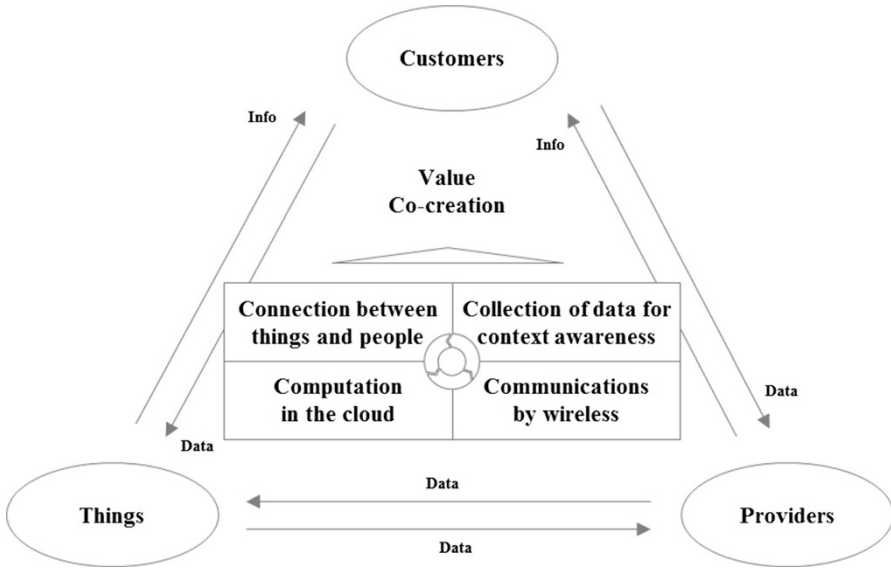 Customers
Info
Info
Value
Co-creation
Connection between
things and people
Collection of data for
context awareness
Computation
in the cloud
Communications
by wireless
Data
Data
Data
Things
Providers
Data